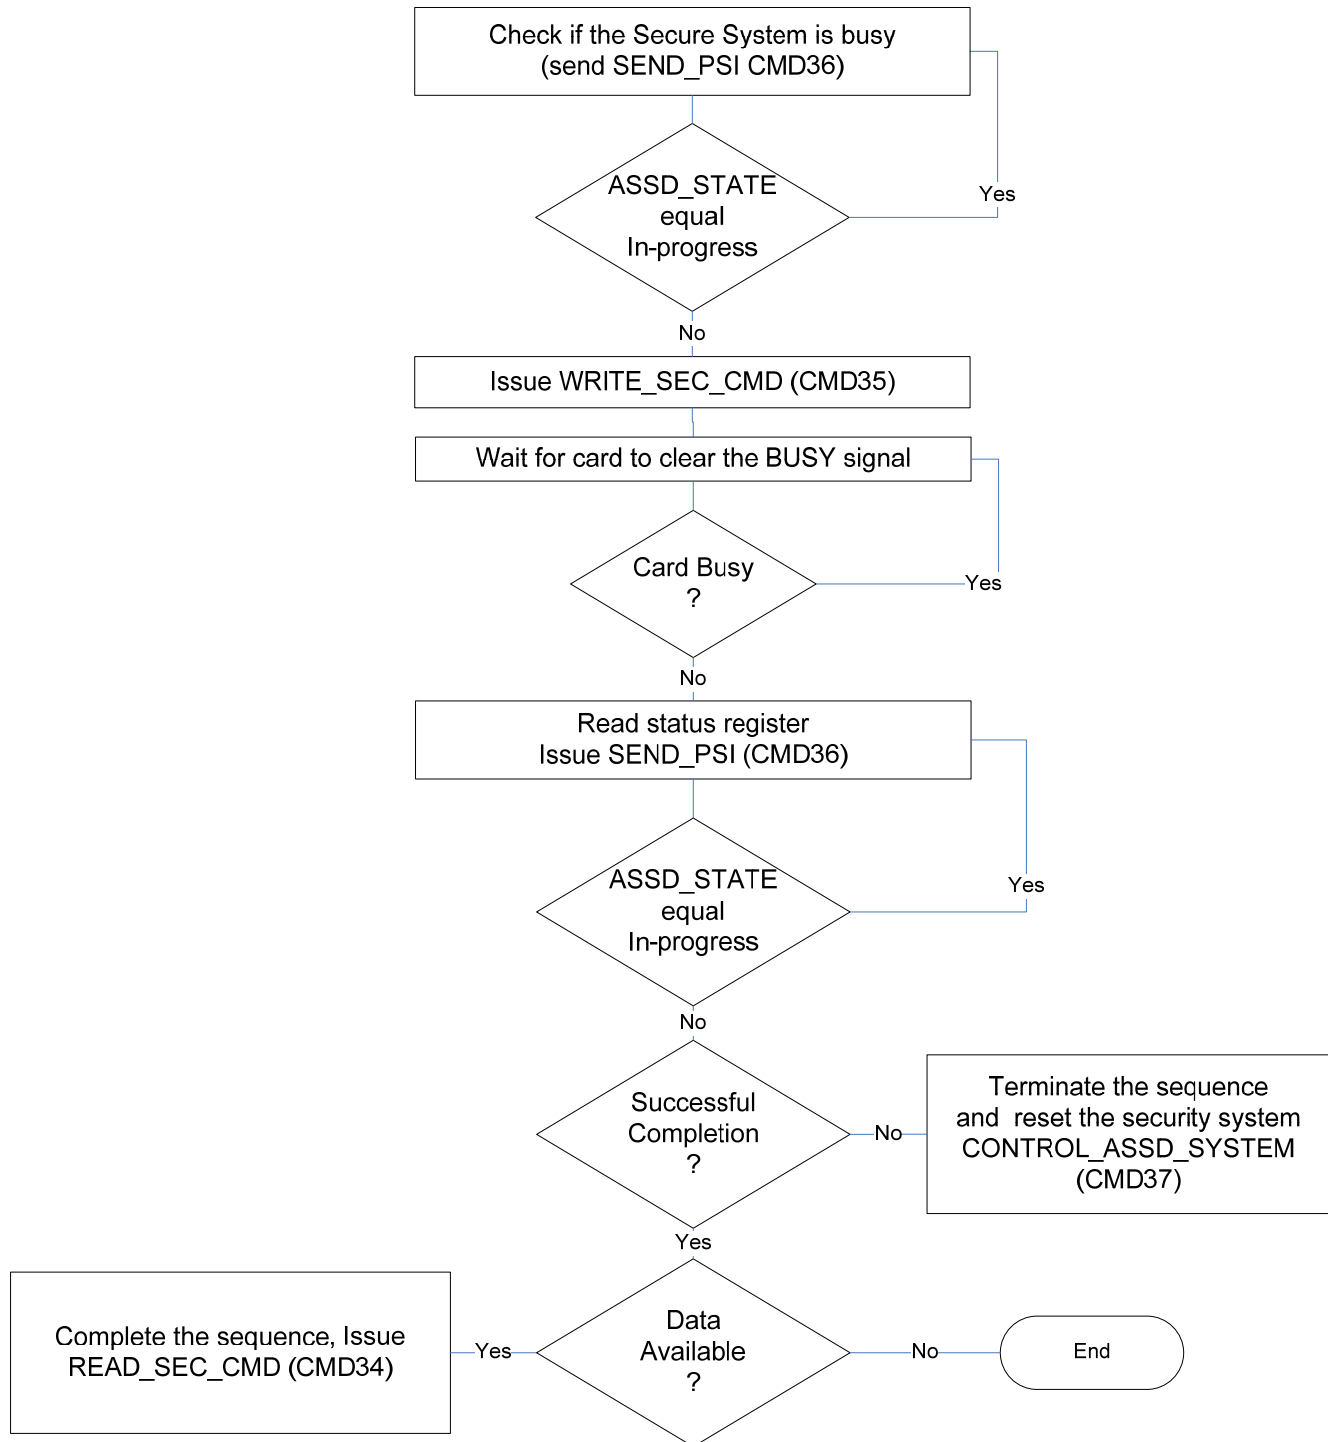 Check if the Secure System is busy
(send SEND_PSI CMD36)
ASSD_STATE
equal
In-progress
Yes
No
Issue WRITE_SEC_CMD (CMD35)
Wait for card to clear the BUSY signal
Card Busy
?
Yes
No
Read status register
Issue SEND_PSI (CMD36)
ASSD_STATE
equal
In-progress
Yes
No
Successful
Completion
?
No
Terminate the sequence
and reset the security system
CONTROL_ASSD_SYSTEM
(CMD37)
Yes
Data
Available
?
Yes
Complete the sequence, Issue
READ_SEC_CMD (CMD34)
No
End